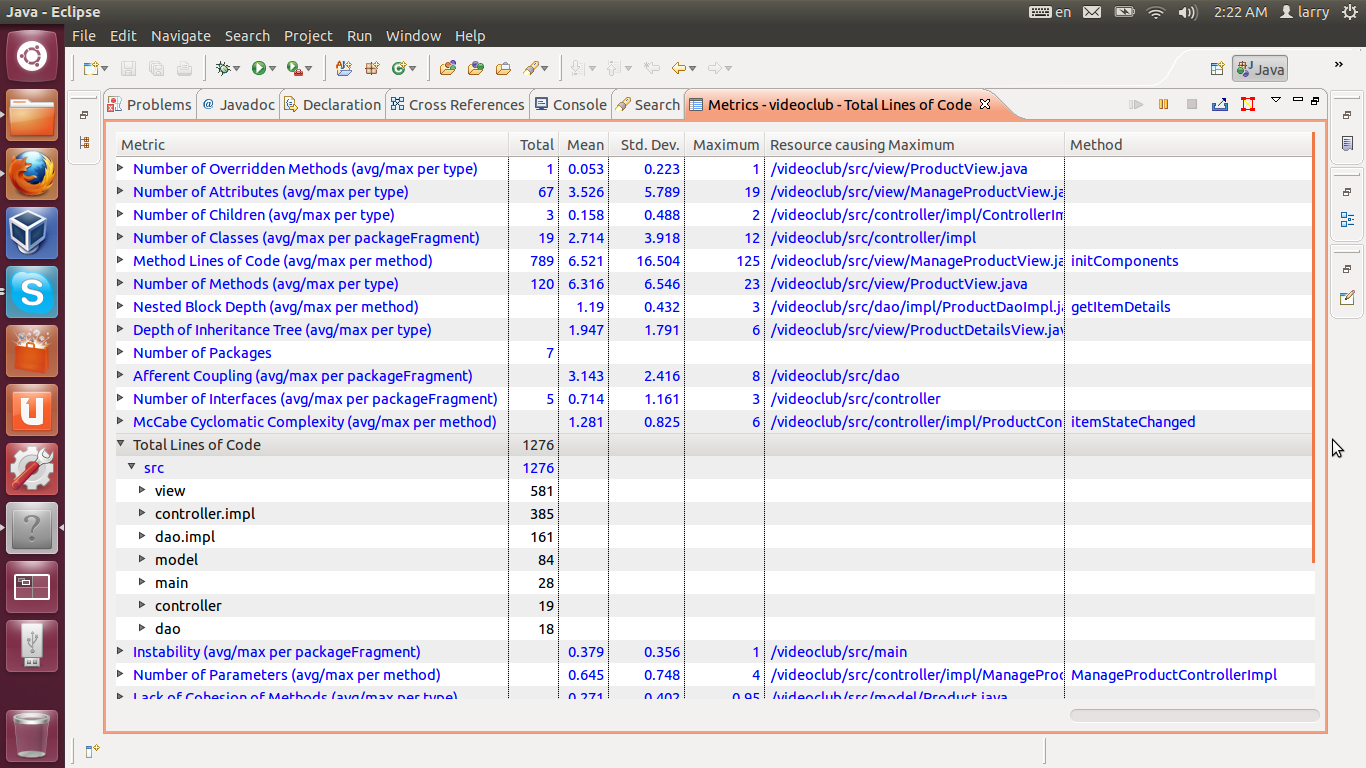 Java - Eclipse en 2:22 AM larry
File Edit Navigate Search Project Run Window Help
Java »
Problems @ Javadoc Declaration Cross References Console Search Metrics - videoclub - Total Lines of Code
Metric Total Mean Std. Dev. Maximum Resource causing Maximum Method
Number of Overridden Methods (avg/max per type) 1 0.053 0.223 1 /videoclub/src/view/ProductView.java
Number of Attributes (avg/max per type) 67 3.526 5.789 19 /videoclub/src/view/ManageProductView.ja
Number of Children (avg/max per type) 3 0.158 0.488 2 /videoclub/src/controller/impl/ControllerIm
Number of Classes (avg/max per packageFragment) 19 2.714 3.918 12 /videoclub/src/controller/impl
Method Lines of Code (avg/max per method) 789 6.521 16.504 125 /videoclub/src/view/ManageProductView.ja initComponents
Number of Methods (avg/max per type) 120 6.316 6.546 23 /videoclub/src/view/ProductView.java
Nested Block Depth (avg/max per method) 1.19 0.432 3 /videoclub/src/dao/impl/ProductDaoImpl.ja getItemDetails
Depth of Inheritance Tree (avg/max per type) 1.947 1.791 6 /videoclub/src/view/ProductDetailsView.jav
Number of Packages 7
Afferent Coupling (avg/max per packageFragment) 3.143 2.416 8 /videoclub/src/dao
Number of Interfaces (avg/max per packageFragment) 5 0.714 1.161 3 /videoclub/src/controller
McCabe Cyclomatic Complexity (avg/max per method) 1.281 0.825 6 /videoclub/src/controller/impl/ProductCon itemStateChanged
Total Lines of Code 1276
src 1276
view 581
controller.impl 385
dao.impl 161
model 84
main 28
controller 19
dao 18
Instability (avg/max per packageFragment) 0.379 0.356 1 /videoclub/src/main
Number of Parameters (avg/max per method) 0.645 0.748 4 /videoclub/src/controller/impl/ManageProc ManageProductControllerImpl
Lack of Cohesion of Methods (avg/max per type) 0.271 0.402 0.95 /videoclub/src/model/Product.java